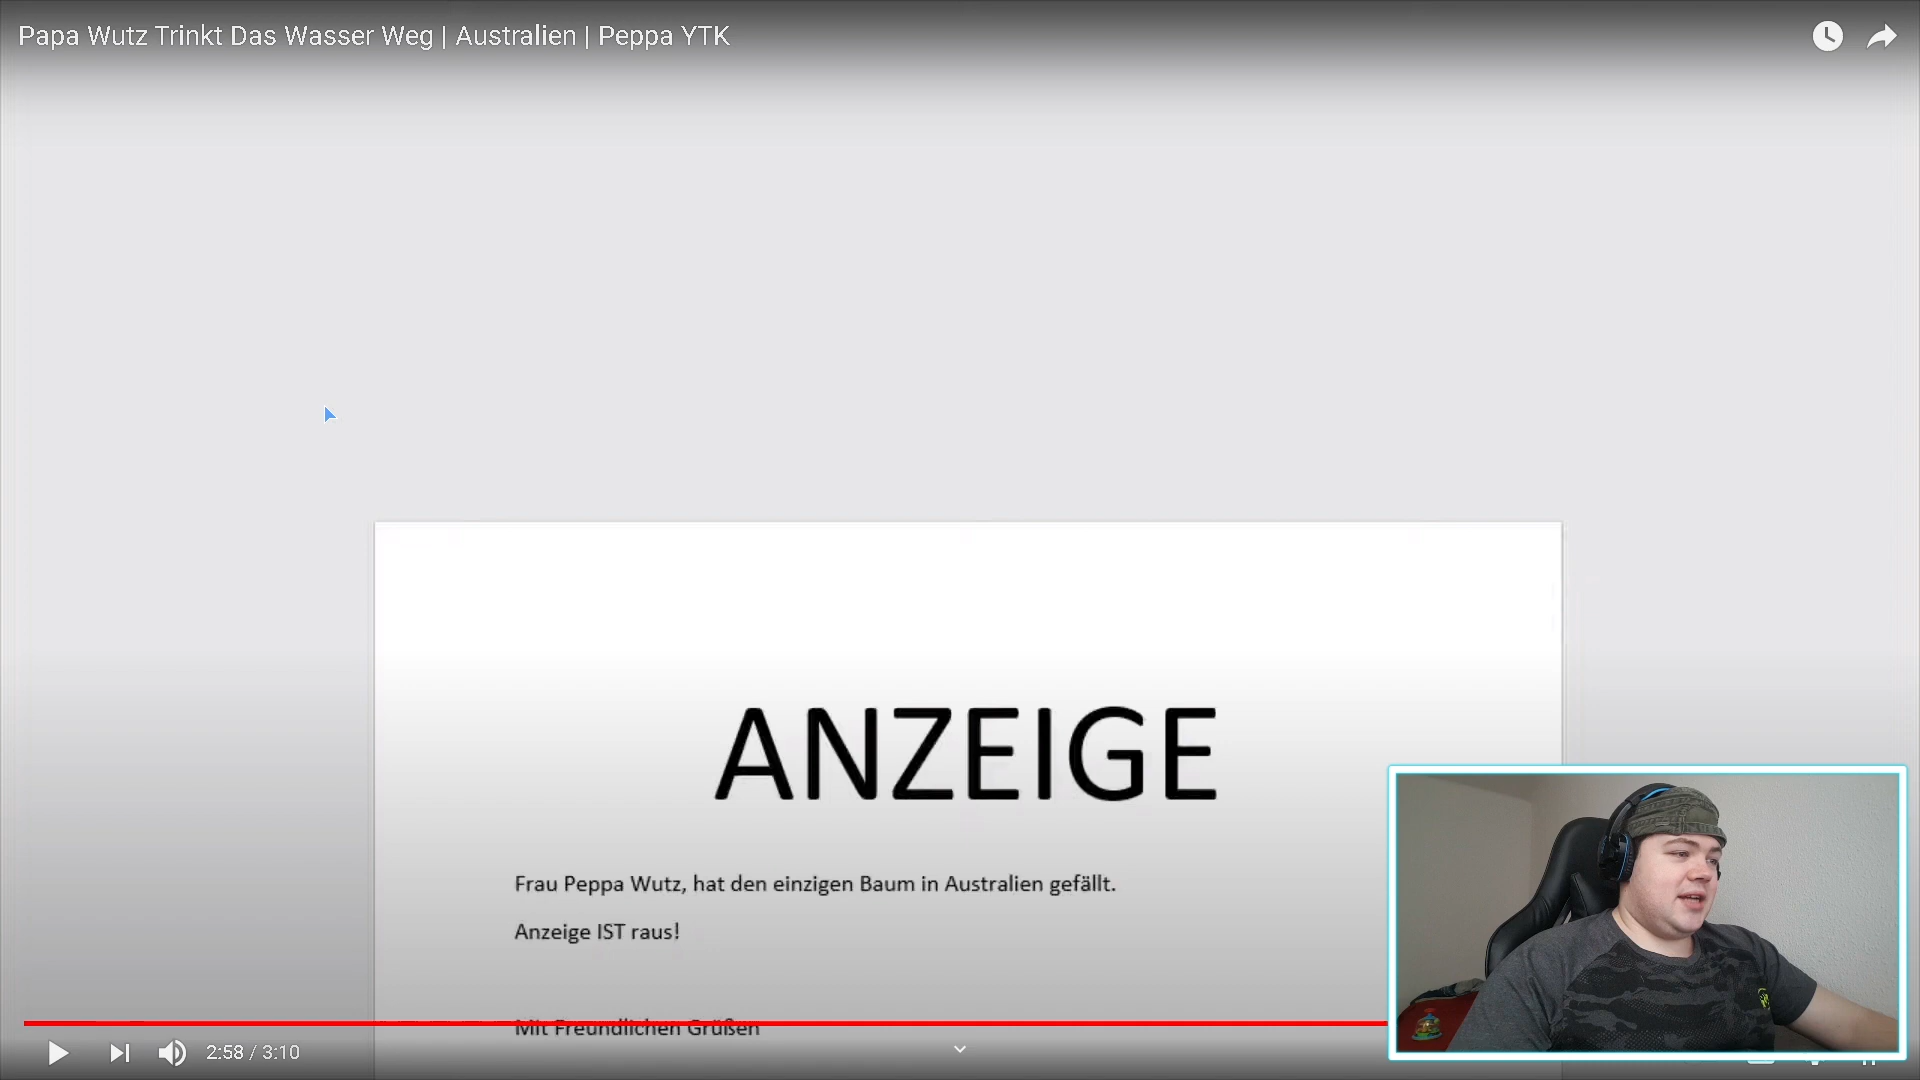 Papa Wutz Trinkt Das Wasser Weg | Australien | Peppa YTK
ANZEIGE
Frau Peppa Wutz, hat den einzigen Baum in Australien gefällt.
Anzeige IST raus!
Mit Freundlichen Grüßen
2:58 / 3:10